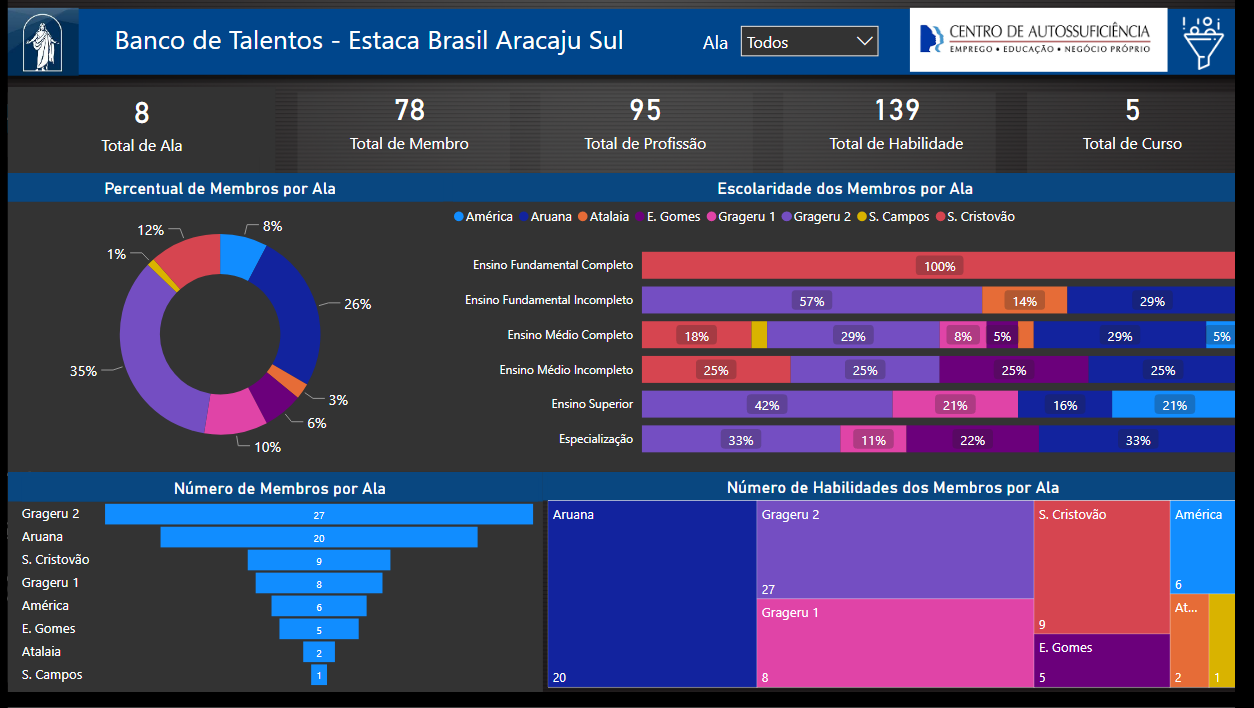 Banco de Talentos - Estaca Brasil Aracaju Sul
Ala
Todos
CENTRO DE AUTOSSUFICIÊNCIA
EMPREGO • EDUCAÇÃO • NEGÓCIO PRÓPRIO
8
Total de Ala
78
Total de Membro
95
Total de Profissão
139
Total de Habilidade
5
Total de Curso
Percentual de Membros por Ala
8%
26%
3%
6%
10%
35%
1%
12%
Escolaridade dos Membros por Ala
América Aruana Atalaia E. Gomes Grageru 1 Grageru 2 S. Campos S. Cristovão
Ensino Fundamental Completo 100%
Ensino Fundamental Incompleto 57% 14% 29%
Ensino Médio Completo 18% 29% 8% 5% 29% 5%
Ensino Médio Incompleto 25% 25% 25% 25%
Ensino Superior 42% 21% 16% 21%
Especialização 33% 11% 22% 33%
Número de Membros por Ala
Grageru 2 27
Aruana 20
S. Cristovão 9
Grageru 1 8
América 6
E. Gomes 5
Atalaia 2
S. Campos 1
Número de Habilidades dos Membros por Ala
Aruana
20
Grageru 2
27
Grageru 1
8
S. Cristovão
9
E. Gomes
5
América
6
At...
2
1